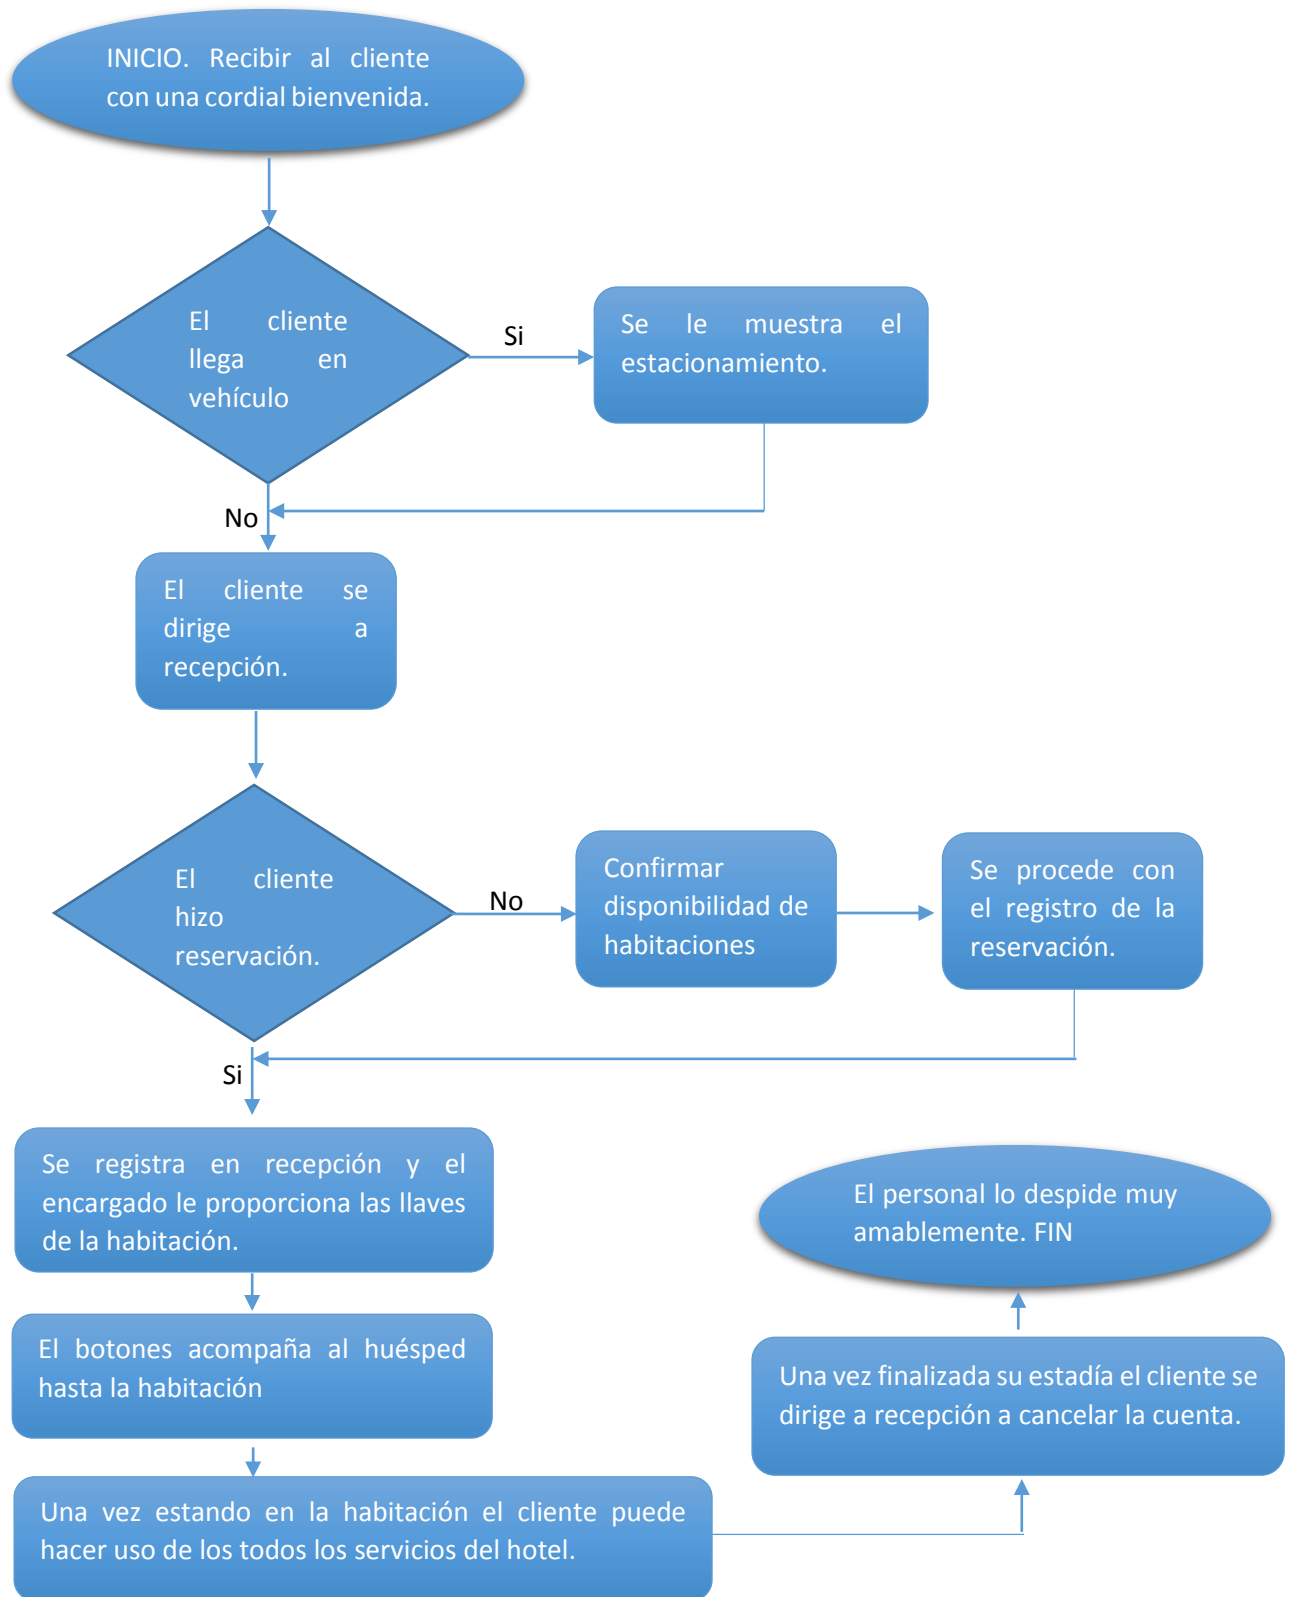 INICIO. Recibir al cliente
con una cordial bienvenida.
El cliente
llega en
vehículo
Si
Se le muestra el
estacionamiento.
No
El cliente se
dirige a
recepción.
El cliente
hizo
reservación.
No
Confirmar
disponibilidad de
habitaciones
Se procede con
el registro de la
reservación.
Si
Se registra en recepción y el
encargado le proporciona las llaves
de la habitación.
El botones acompaña al huésped
hasta la habitación
Una vez estando en la habitación el cliente puede
hacer uso de los todos los servicios del hotel.
Una vez finalizada su estadía el cliente se
dirige a recepción a cancelar la cuenta.
El personal lo despide muy
amablemente. FIN